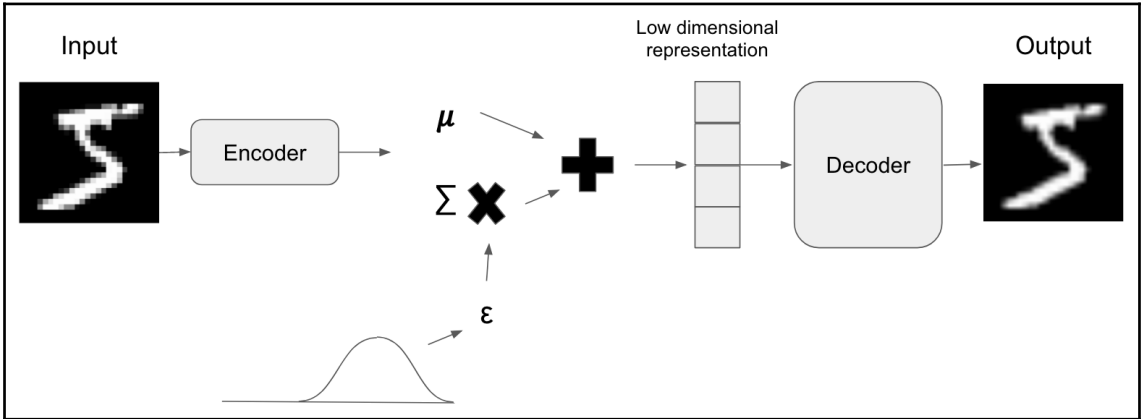 Input
Low dimensional
representation
Output
Encoder
μ
Σ
Decoder
ε